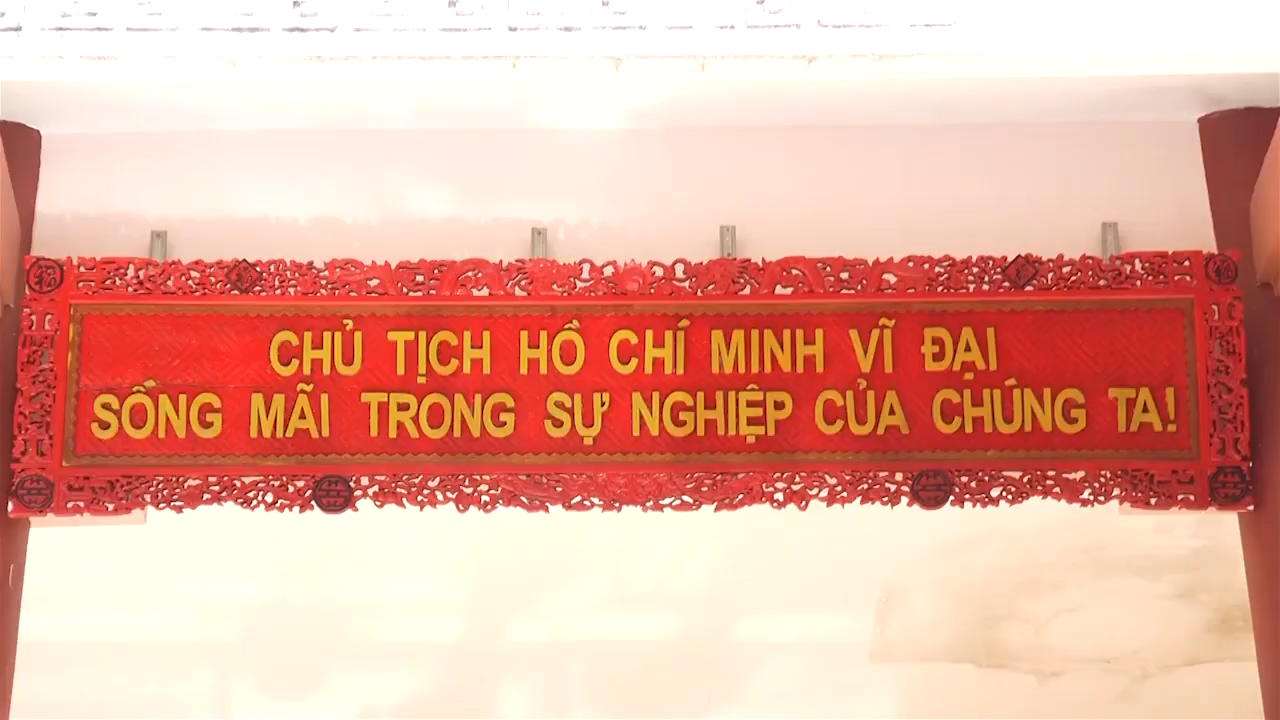 CHỦ TỊCH HỒ CHÍ MINH VĨ ĐẠI
SỐNG MÃI TRONG SỰ NGHIỆP CỦA CHÚNG TA!